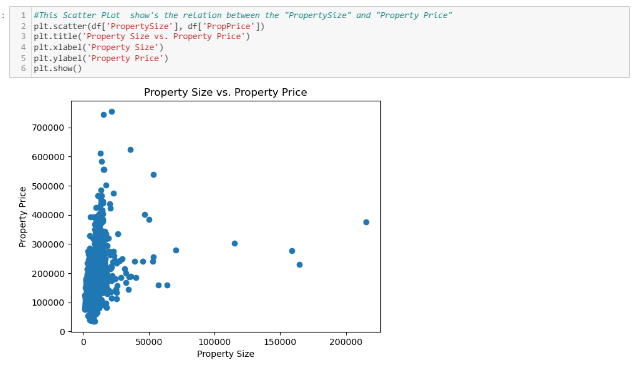 :
1 #This Scatter Plot  show's the relation between the "PropertySize" and "Property Price"
2 plt.scatter(df['PropertySize'], df['PropPrice'])
3 plt.title('Property Size vs. Property Price')
4 plt.xlabel('Property Size')
5 plt.ylabel('Property Price')
6 plt.show()
Property Size vs. Property Price
700000
600000
500000
400000
300000
200000
100000
0
Property Price
0 50000 100000 150000 200000
Property Size